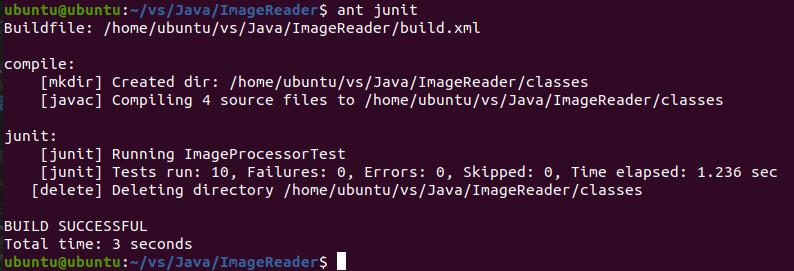 ubuntu@ubuntu:~/vs/Java/ImageReader$ ant junit
Buildfile: /home/ubuntu/vs/Java/ImageReader/build.xml

compile:
    [mkdir] Created dir: /home/ubuntu/vs/Java/ImageReader/classes
    [javac] Compiling 4 source files to /home/ubuntu/vs/Java/ImageReader/classes

junit:
    [junit] Running ImageProcessorTest
    [junit] Tests run: 10, Failures: 0, Errors: 0, Skipped: 0, Time elapsed: 1.236 sec
   [delete] Deleting directory /home/ubuntu/vs/Java/ImageReader/classes

BUILD SUCCESSFUL
Total time: 3 seconds
ubuntu@ubuntu:~/vs/Java/ImageReader$